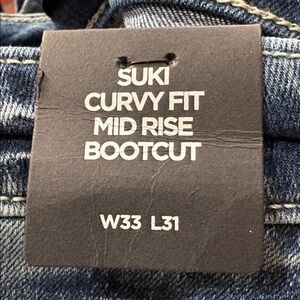 SUKI
CURVY FIT
MID RISE
BOOTCUT
W33 L31